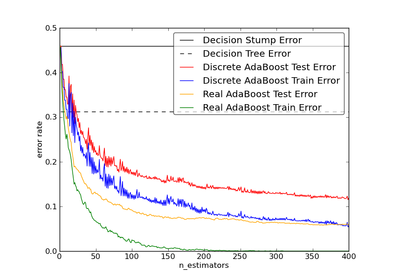 0.5
0.4
0.3
0.2
0.1
0.0
error rate
Decision Stump Error
Decision Tree Error
Discrete AdaBoost Test Error
Discrete AdaBoost Train Error
Real AdaBoost Test Error
Real AdaBoost Train Error
0 50 100 150 200 250 300 350 400
n_estimators